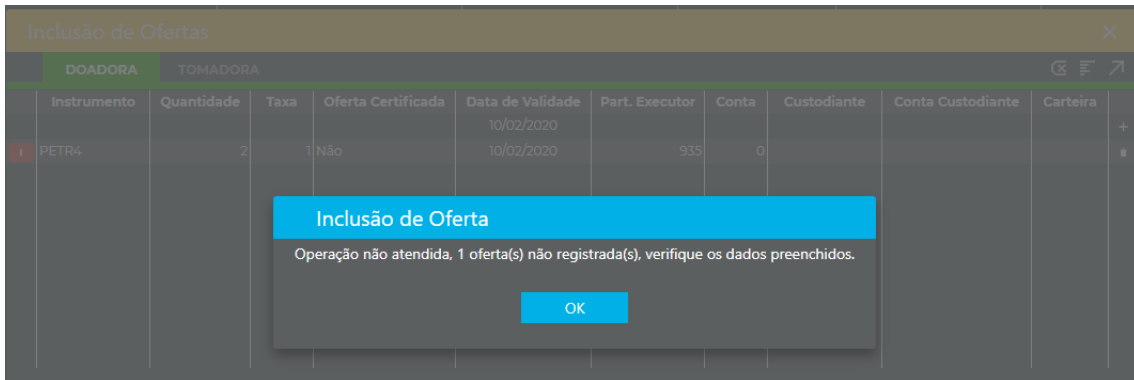 Inclusão de Ofertas
DOADORA TOMADORA
Instrumento Quantidade Taxa Oferta Certificada Data de Validade Part. Executor Conta Custodiante Conta Custodiante Carteira
10/02/2020
! PETR4 2 1 Não 10/02/2020 935 0
Inclusão de Oferta
Operação não atendida, 1 oferta(s) não registrada(s), verifique os dados preenchidos.
OK